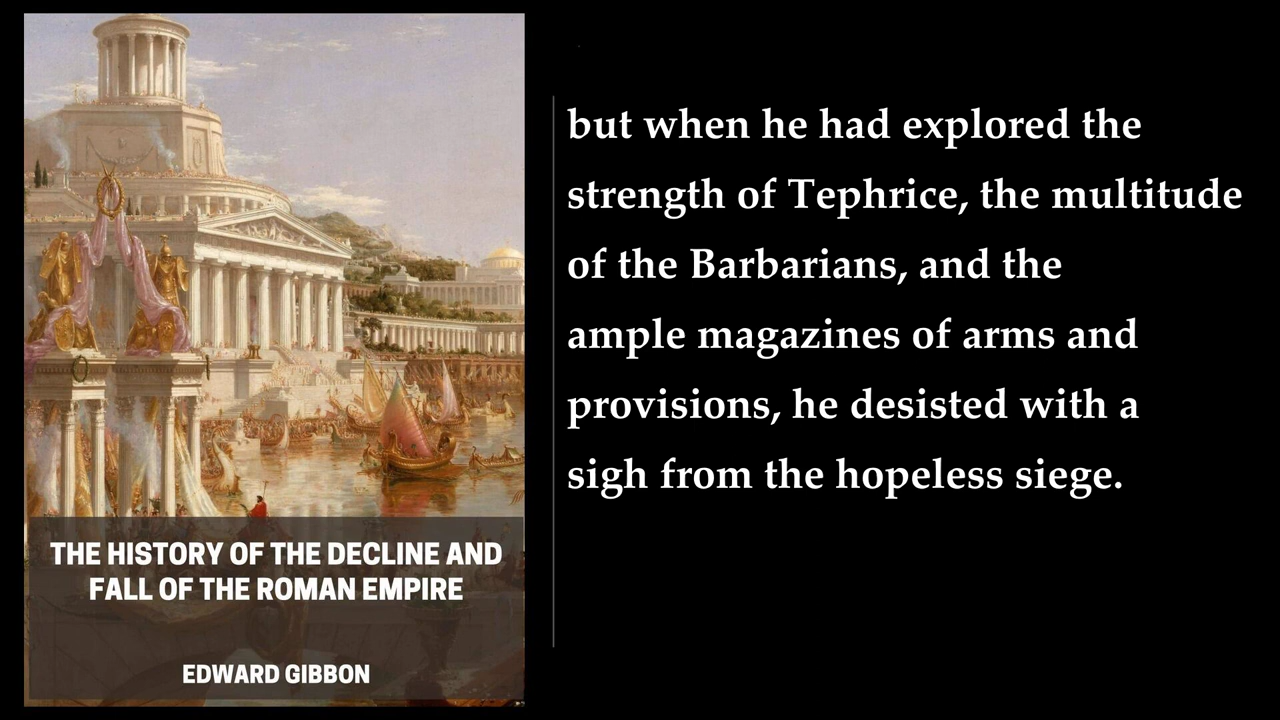 but when he had explored the
strength of Tephrice, the multitude
of the Barbarians, and the
ample magazines of arms and
provisions, he desisted with a
sigh from the hopeless siege.
THE HISTORY OF THE DECLINE AND
FALL OF THE ROMAN EMPIRE
EDWARD GIBBON